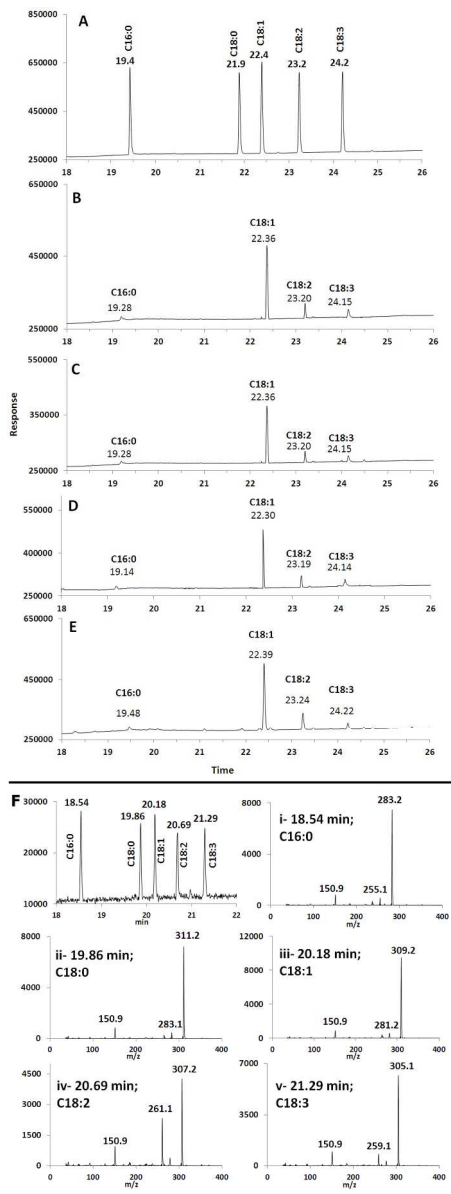 A
850000
650000
450000
250000
C16:0
19.4
C18:0
21.9
C18:1
22.4
C18:2
23.2
C18:3
24.2
18 19 20 21 22 23 24 25 26
B
650000
450000
250000
C16:0
19.28
C18:1
22.36
C18:2
23.20
C18:3
24.15
18 19 20 21 22 23 24 25 26
Response
C
550000
350000
250000
C16:0
19.28
C18:1
22.36
C18:2
23.20
C18:3
24.15
18 19 20 21 22 23 24 25 26
D
550000
400000
250000
C16:0
19.14
C18:1
22.30
C18:2
23.19
C18:3
24.14
18 19 20 21 22 23 24 25 26
E
650000
450000
250000
C16:0
19.48
C18:1
22.39
C18:2
23.24
C18:3
24.22
18 19 20 21 22 23 24 25 26
Time
F
30000
20000
10000
18.54
C16:0
19.86
C18:0
20.18
C18:1
20.69
C18:2
21.29
C18:3
18 19 20 21 22
min
i- 18.54 min;
C16:0
8000
4000
0
150.9
255.1
283.2
0 100 200 300 400
m/z
ii- 19.86 min;
C18:0
8000
4000
0
150.9
283.1
311.2
0 100 200 300 400
m/z
iii- 20.18 min;
C18:1
12000
8000
4000
0
150.9
281.2
309.2
0 100 200 300 400
m/z
iv- 20.69 min;
C18:2
4500
3000
1500
0
150.9
261.1
307.2
0 100 200 300 400
m/z
v- 21.29 min;
C18:3
7000
3500
0
150.9
259.1
305.1
0 100 200 300 400
m/z